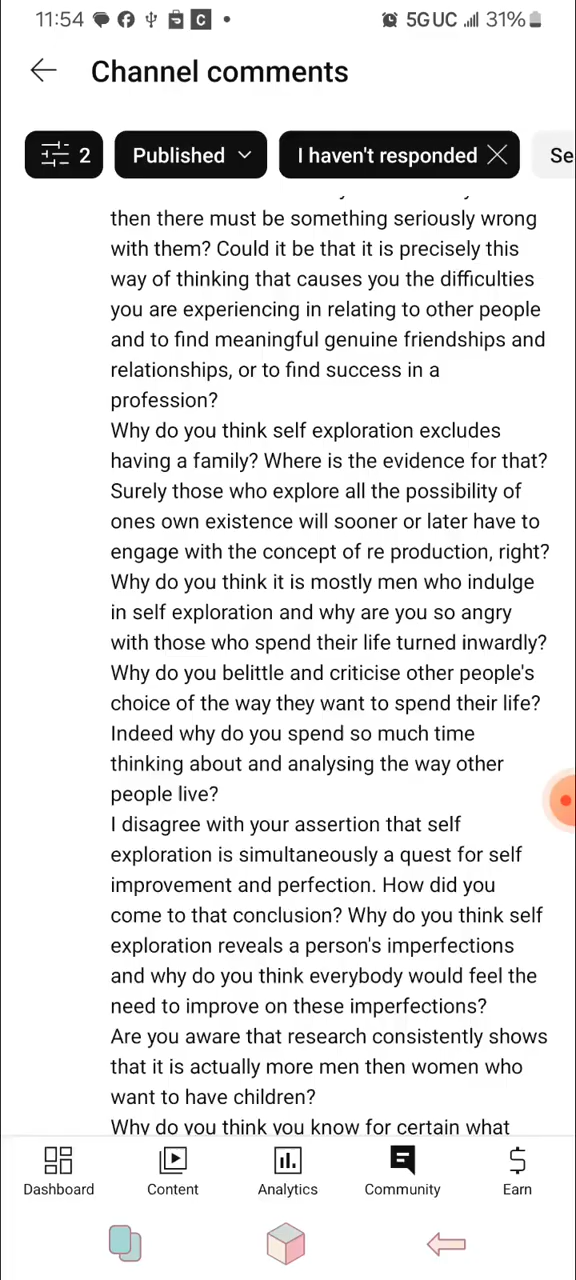 11:54
5G UC
31%
Channel comments
2
Published
I haven't responded
Se
then there must be something seriously wrong
with them? Could it be that it is precisely this
way of thinking that causes you the difficulties
you are experiencing in relating to other people
and to find meaningful genuine friendships and
relationships, or to find success in a
profession?
Why do you think self exploration excludes
having a family? Where is the evidence for that?
Surely those who explore all the possibility of
ones own existence will sooner or later have to
engage with the concept of re production, right?
Why do you think it is mostly men who indulge
in self exploration and why are you so angry
with those who spend their life turned inwardly?
Why do you belittle and criticise other people's
choice of the way they want to spend their life?
Indeed why do you spend so much time
thinking about and analysing the way other
people live?
I disagree with your assertion that self
exploration is simultaneously a quest for self
improvement and perfection. How did you
come to that conclusion? Why do you think self
exploration reveals a person's imperfections
and why do you think everybody would feel the
need to improve on these imperfections?
Are you aware that research consistently shows
that it is actually more men then women who
want to have children?
Why do you think you know for certain what
Dashboard
Content
Analytics
Community
Earn